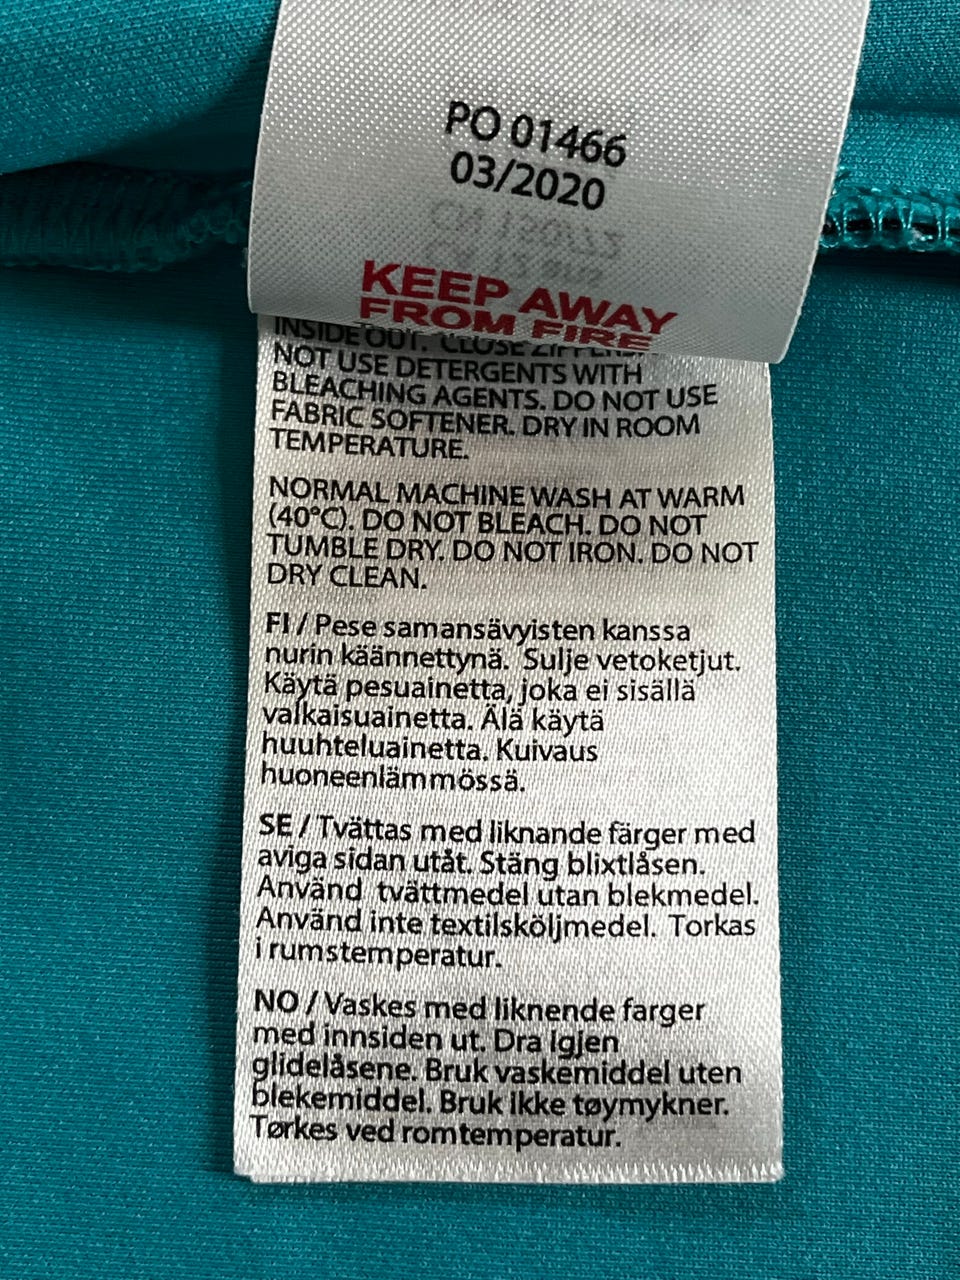 PO 01466
03/2020
KEEP AWAY
FROM FIRE
INSIDE OUT. CLOSE ZIPPERS.
NOT USE DETERGENTS WITH
BLEACHING AGENTS. DO NOT USE
FABRIC SOFTENER. DRY IN ROOM
TEMPERATURE.
NORMAL MACHINE WASH AT WARM
(40°C). DO NOT BLEACH. DO NOT
TUMBLE DRY. DO NOT IRON. DO NOT
DRY CLEAN.
FI / Pese samansävyisten kanssa
nurin käännettynä. Sulje vetoketjut.
Käytä pesuainetta, joka ei sisällä
valkaisuainetta. Älä käytä
huuhteluainetta. Kuivaus
huoneenlämmössä.
SE / Tvättas med liknande färger med
aviga sidan utåt. Stäng blixtlåsen.
Använd tvättmedel utan blekmedel.
Använd inte textilsköljmedel. Torkas
i rumstemperatur.
NO / Vaskes med liknende farger
med innsiden ut. Dra igjen
glidelåsene. Bruk vaskemiddel uten
blekemiddel. Bruk ikke tøymykner.
Tørkes ved romtemperatur.